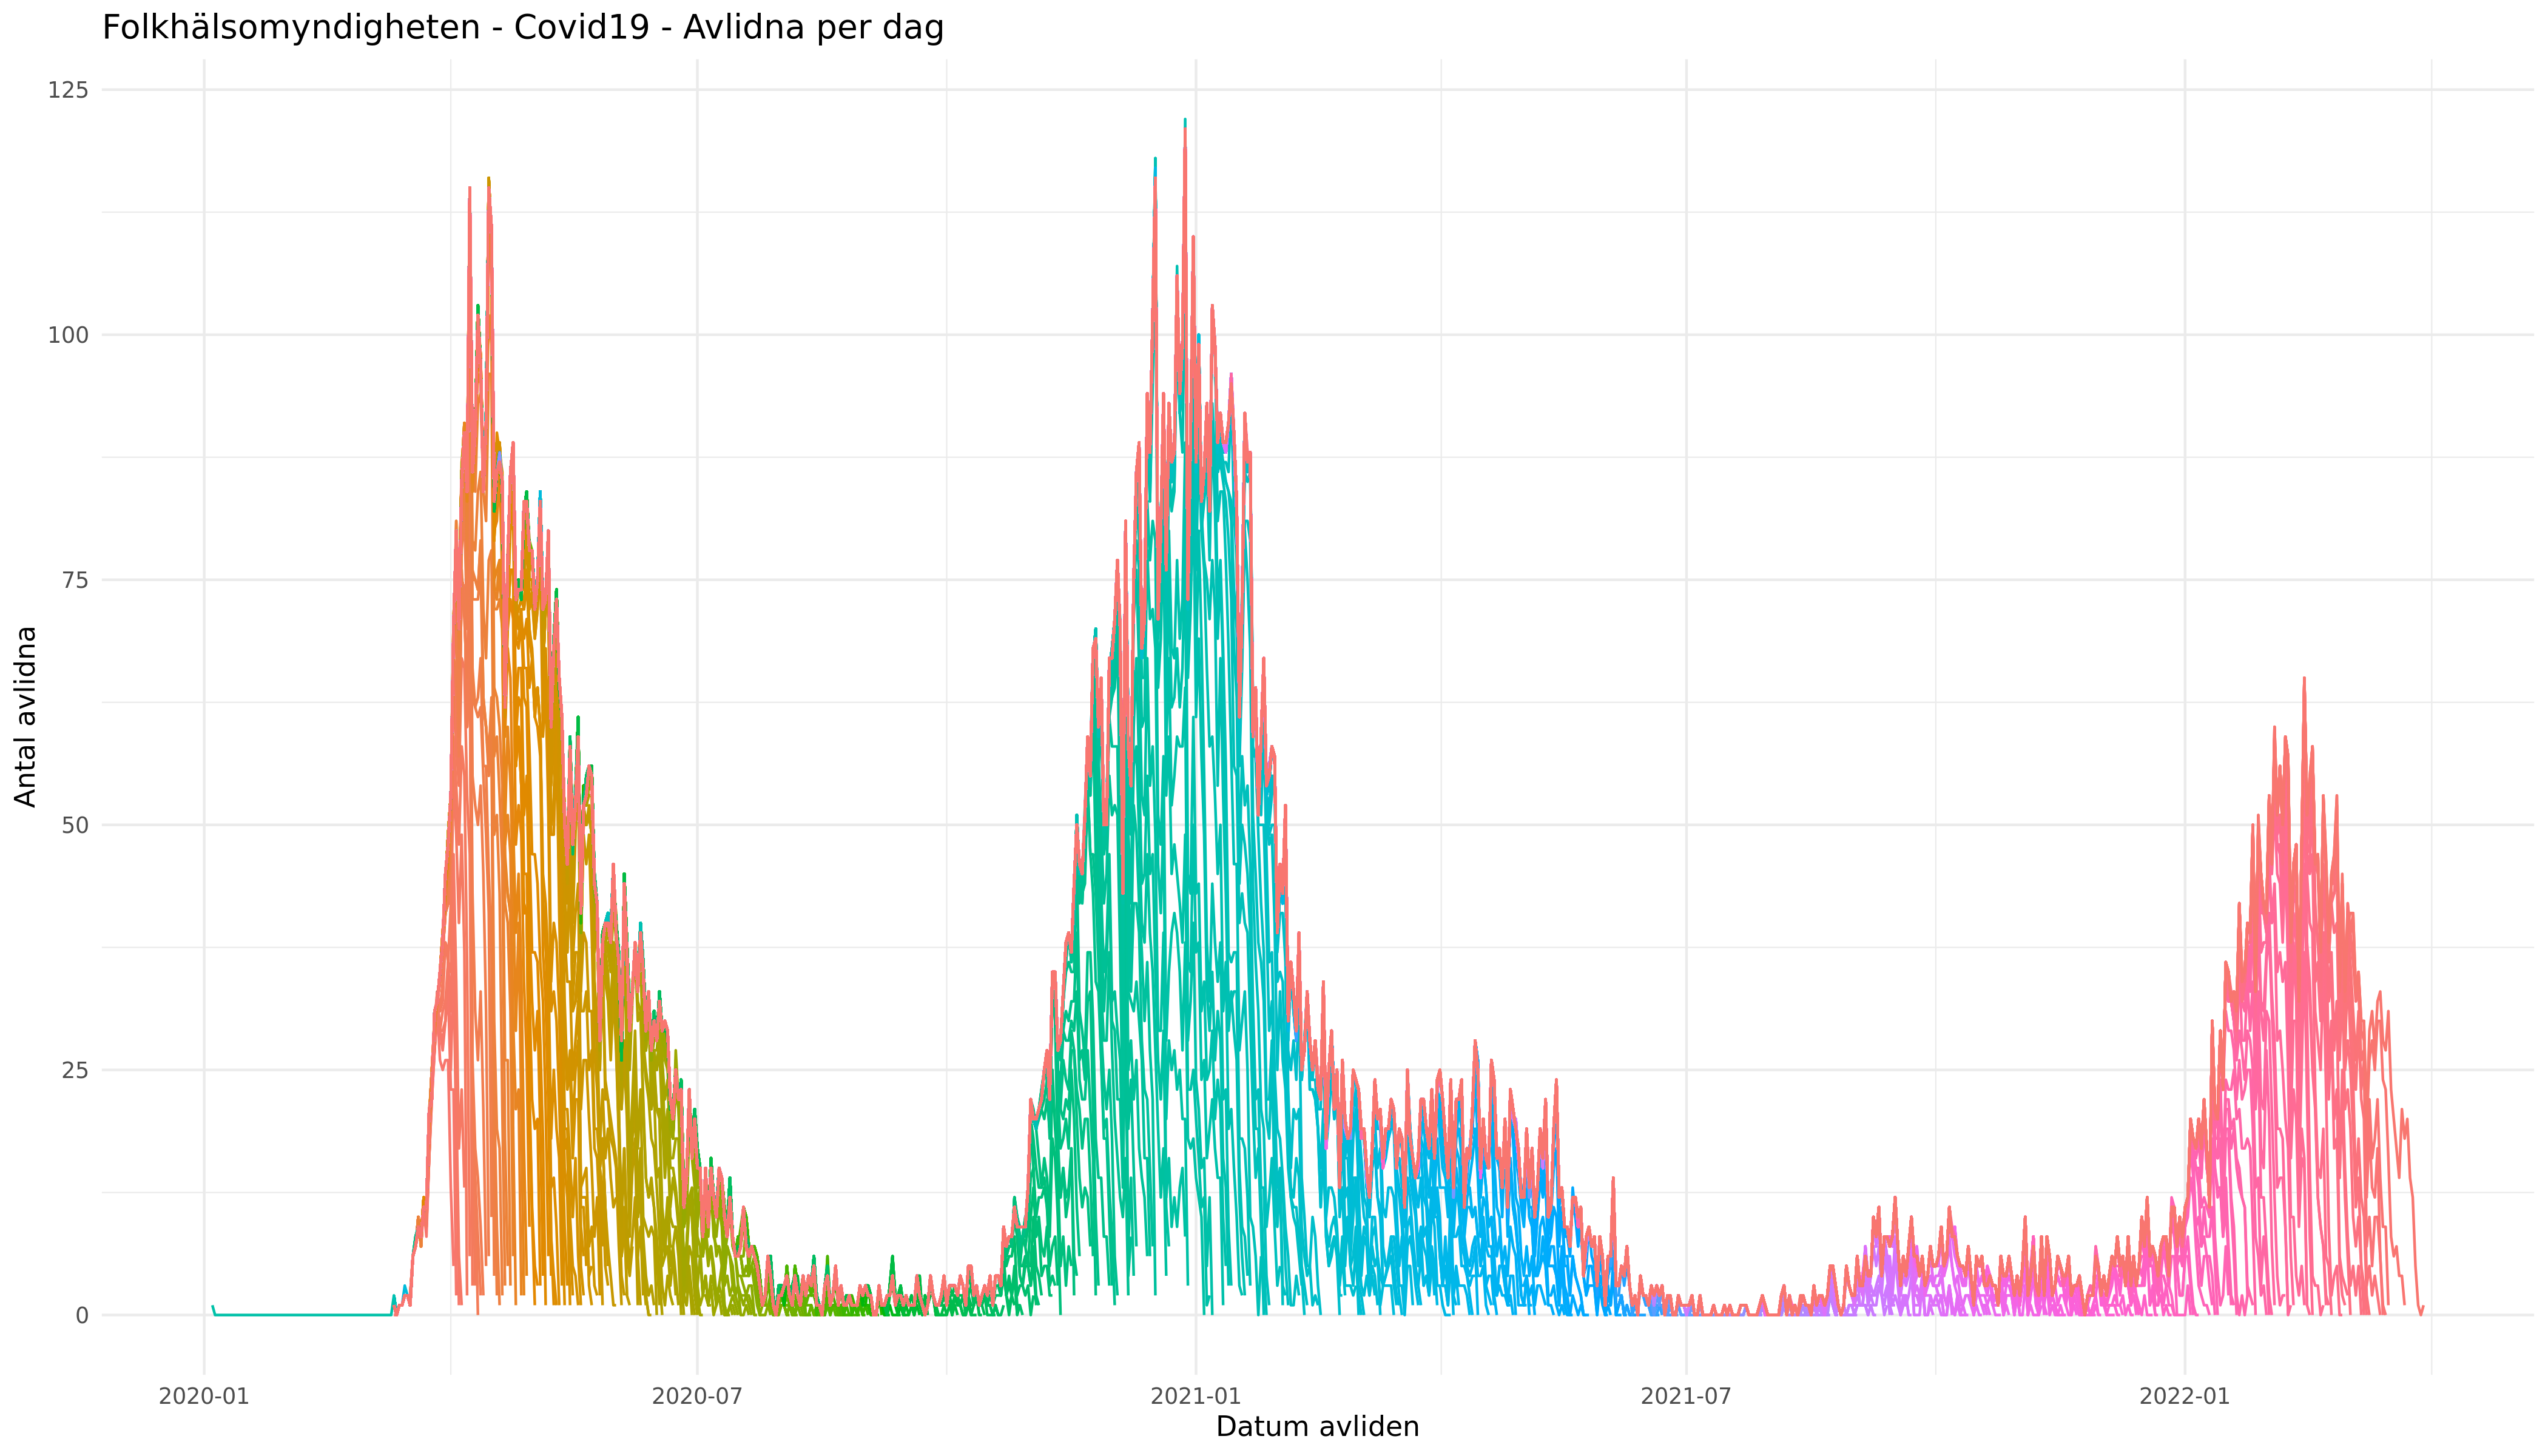 Folkhälsomyndigheten - Covid19 - Avlidna per dag
125
100
75
50
25
0
Antal avlidna
2020-01 2020-07 2021-01 2021-07 2022-01
Datum avliden